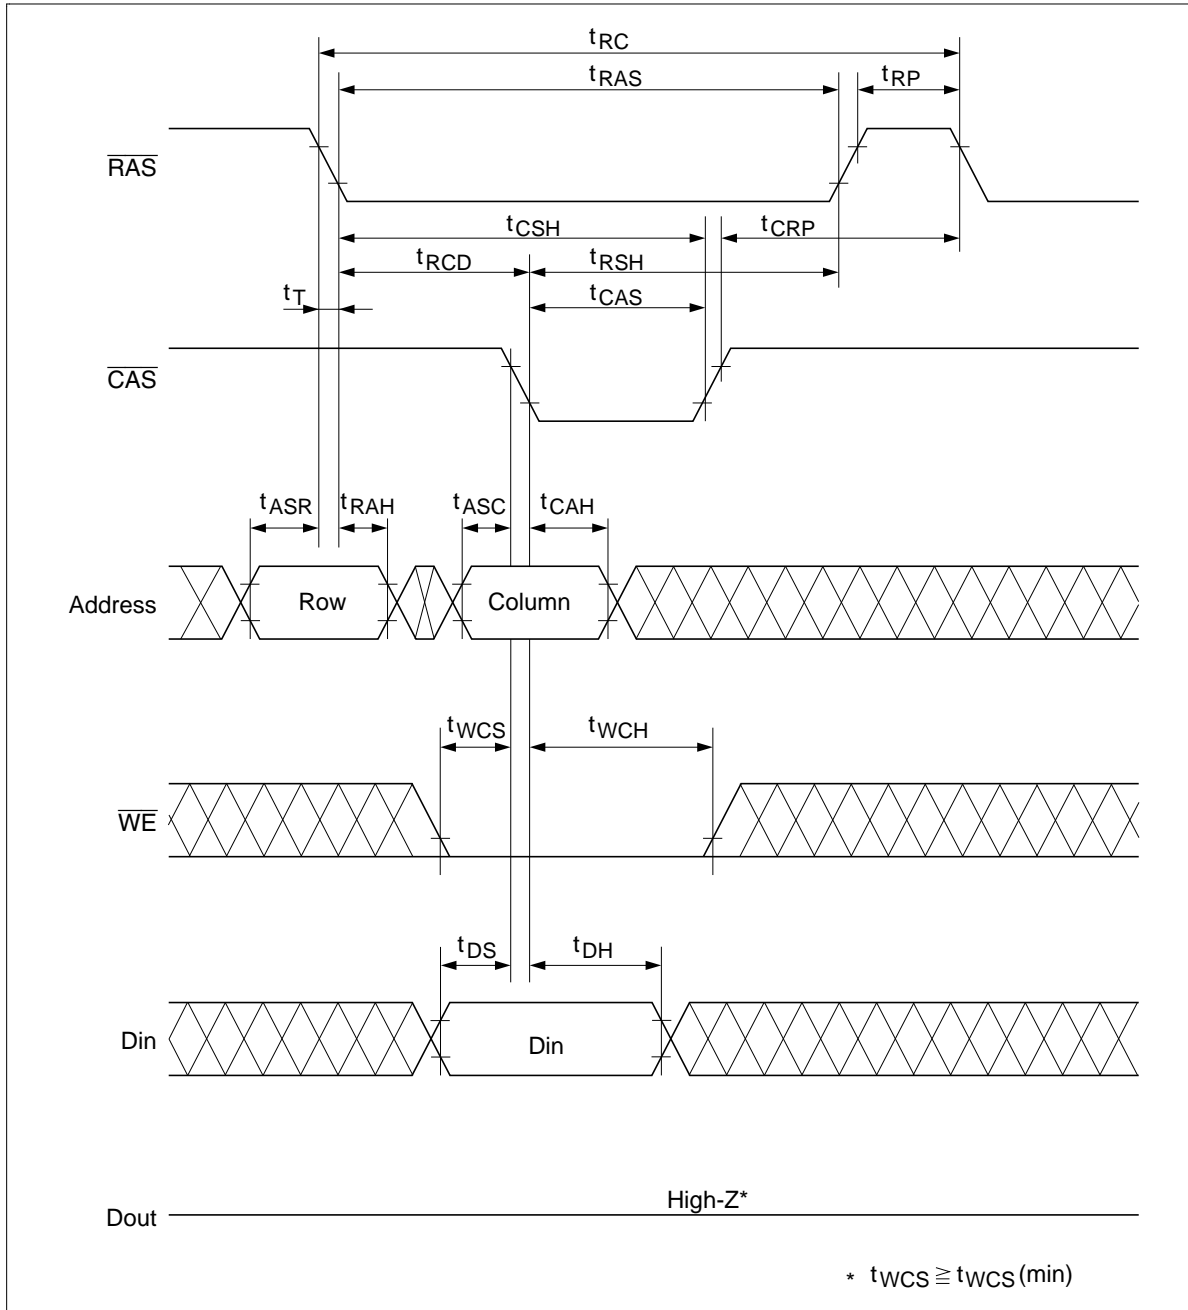 tRC
tRAS
tRP
RAS
tCSH
tCRP
tRCD
tRSH
tT
tCAS
CAS
tASR
tRAH
tASC
tCAH
Address
Row
Column
tWCS
tWCH
WE
tDS
tDH
Din
Din
High-Z*
Dout
* tWCS ≧ tWCS(min)